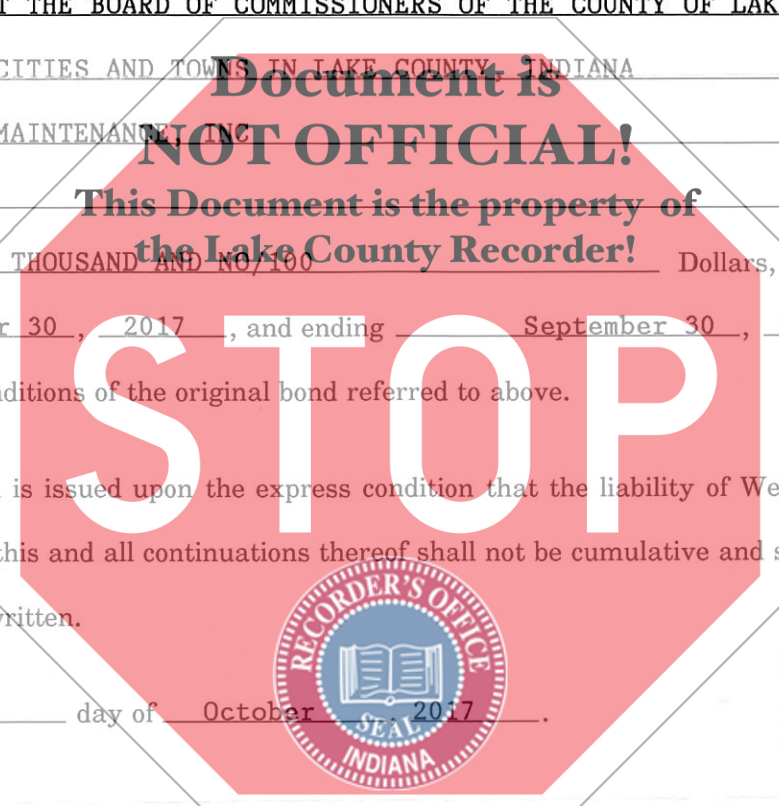 THE BOARD OF COMMISSIONERS OF THE COUNTY OF LAK
CITIES AND TOWNS IN LAKE COUNTY, INDIANA
Document is
MAINTENANCE, INC
NOT OFFICIAL!
This Document is the property of
the Lake County Recorder!
THOUSAND AND NO/100 Dollars,
r 30, 2017, and ending September 30,
STOP
nditions of the original bond referred to above.
is issued upon the express condition that the liability of We
this and all continuations thereof shall not be cumulative and s
written.
RECORDER'S OFFICE
day of October, 2017.
SEAL
INDIANA